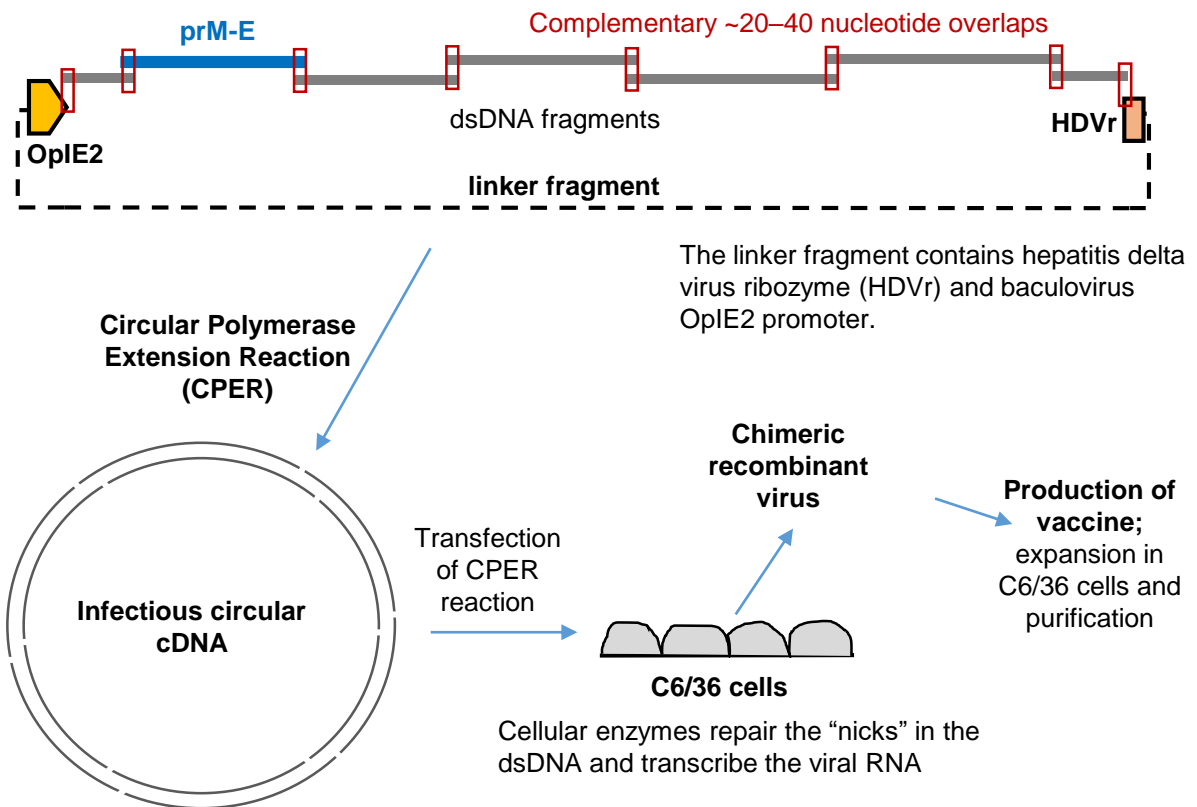 prM-E
Complementary ~20–40 nucleotide overlaps
dsDNA fragments
HDVr
OpIE2
linker fragment
The linker fragment contains hepatitis delta
virus ribozyme (HDVr) and baculovirus
OpIE2 promoter.
Circular Polymerase
Extension Reaction
(CPER)
Chimeric
recombinant
virus
Production of
vaccine;
expansion in
C6/36 cells and
purification
Transfection
of CPER
reaction
Infectious circular
cDNA
C6/36 cells
Cellular enzymes repair the “nicks” in the
dsDNA and transcribe the viral RNA